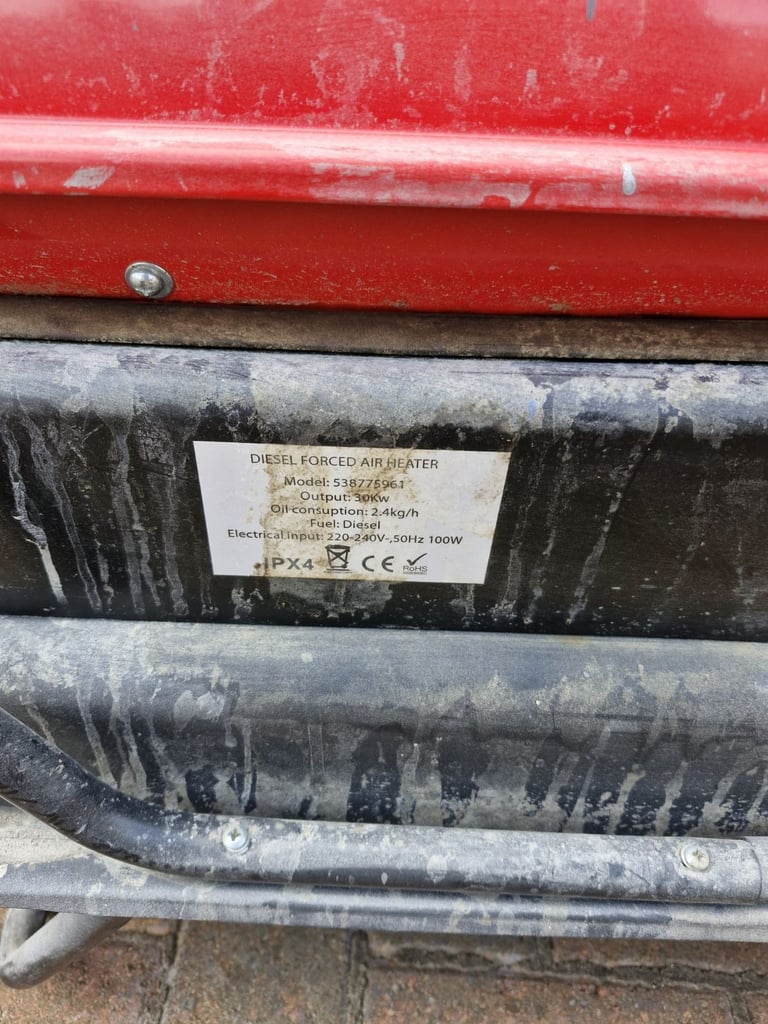 DIESEL FORCED AIR HEATER
Model: 538775961
Output: 30Kw
Oil consuption: 2.4kg/h
Fuel: Diesel
Electrical input: 220-240V~,50Hz 100W
IPX4 CE RoHS